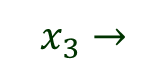 x₃ →